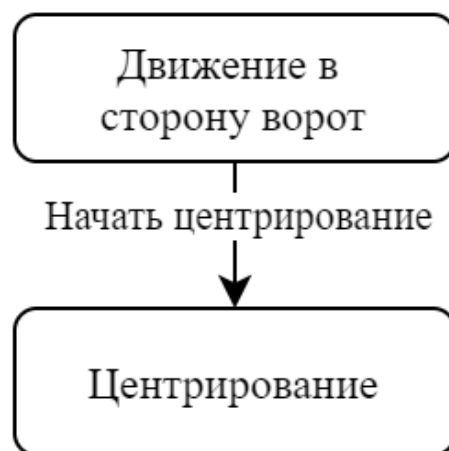 Движение в
сторону ворот
Начать центрирование
Центрирование